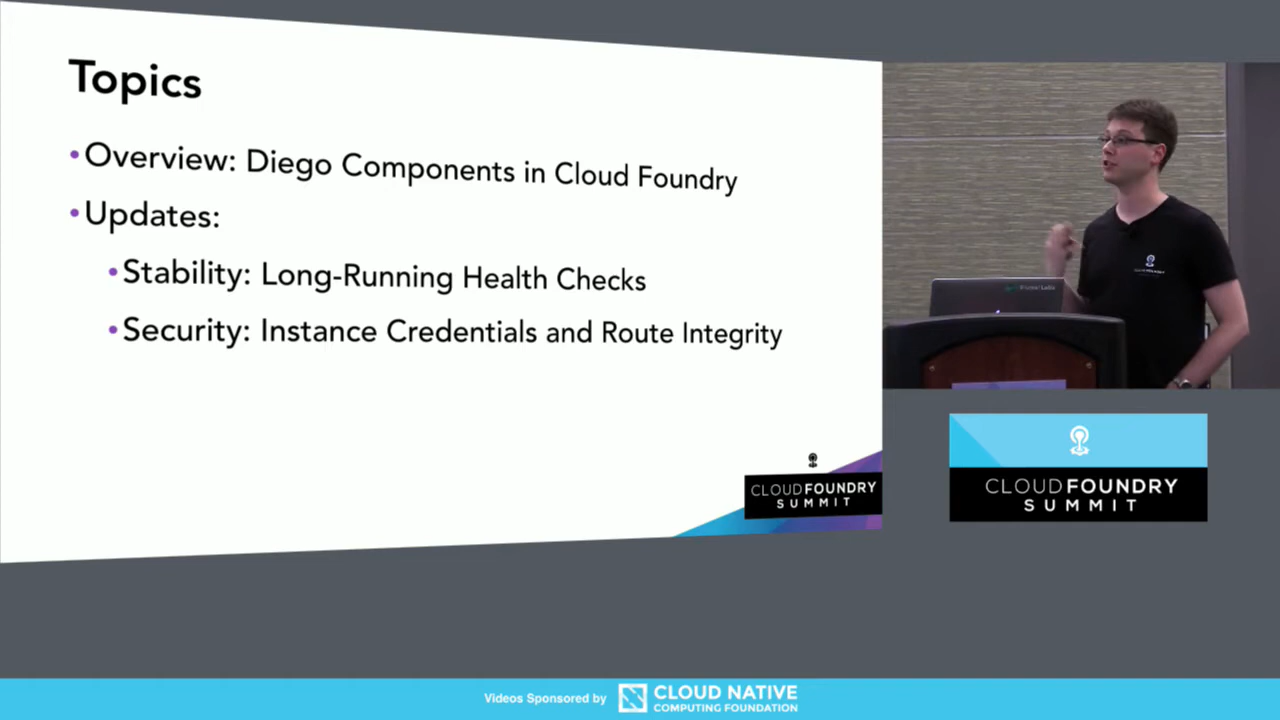 Topics
• Overview: Diego Components in Cloud Foundry
• Updates:
• Stability: Long-Running Health Checks
• Security: Instance Credentials and Route Integrity
CLOUDFOUNDRY
SUMMIT
CLOUDFOUNDRY
SUMMIT
Videos Sponsored by
CLOUD NATIVE
COMPUTING FOUNDATION